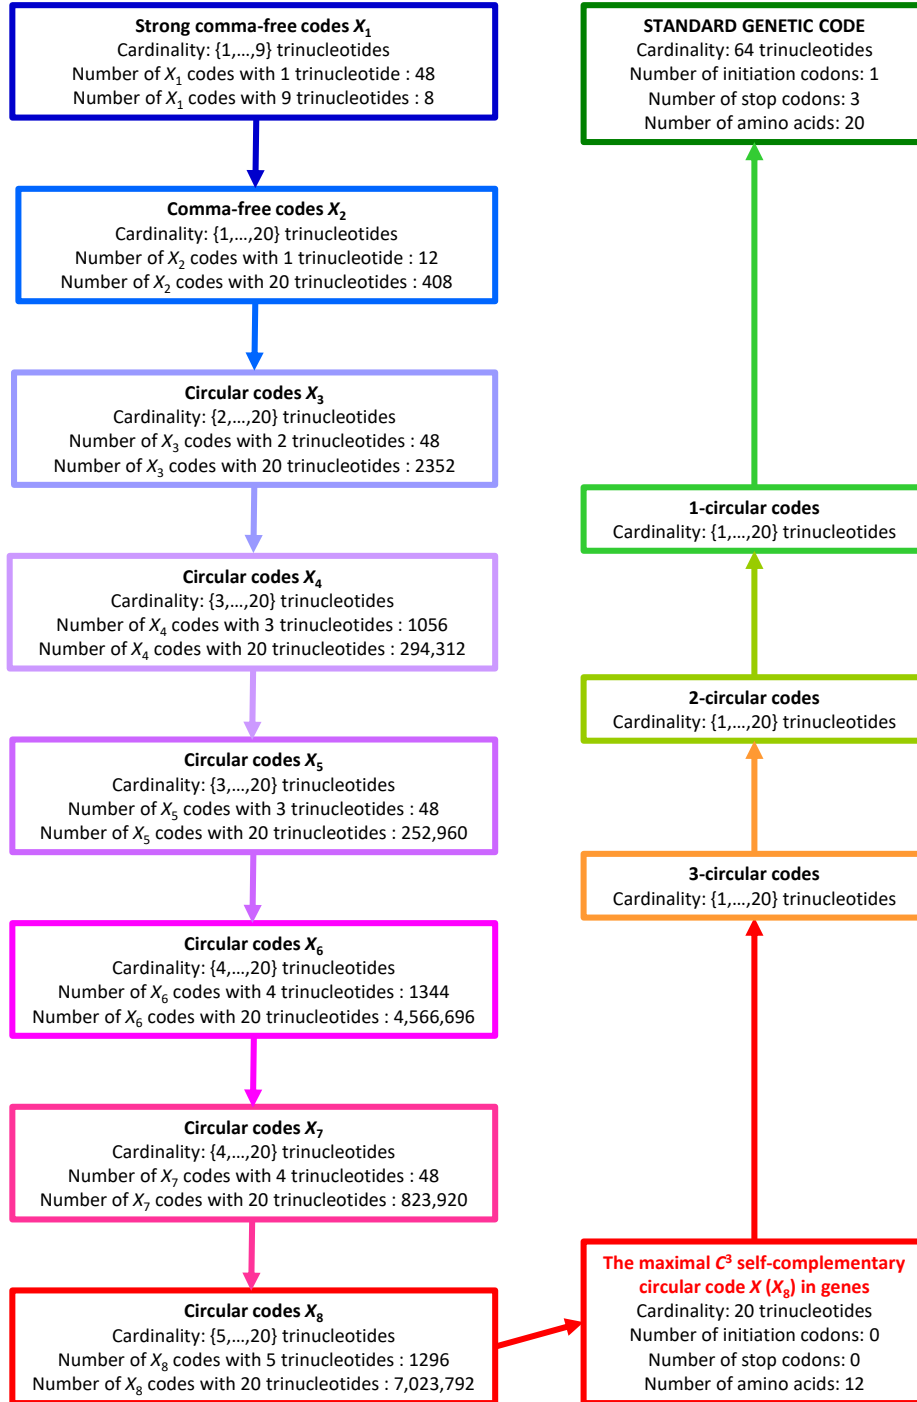 Strong comma-free codes X₁
Cardinality: {1,…,9} trinucleotides
Number of X₁ codes with 1 trinucleotide : 48
Number of X₁ codes with 9 trinucleotides : 8
Comma-free codes X₂
Cardinality: {1,…,20} trinucleotides
Number of X₂ codes with 1 trinucleotide : 12
Number of X₂ codes with 20 trinucleotides : 408
Circular codes X₃
Cardinality: {2,…,20} trinucleotides
Number of X₃ codes with 2 trinucleotides : 48
Number of X₃ codes with 20 trinucleotides : 2352
Circular codes X₄
Cardinality: {3,…,20} trinucleotides
Number of X₄ codes with 3 trinucleotides : 1056
Number of X₄ codes with 20 trinucleotides : 294,312
Circular codes X₅
Cardinality: {3,…,20} trinucleotides
Number of X₅ codes with 3 trinucleotides : 48
Number of X₅ codes with 20 trinucleotides : 252,960
Circular codes X₆
Cardinality: {4,…,20} trinucleotides
Number of X₆ codes with 4 trinucleotides : 1344
Number of X₆ codes with 20 trinucleotides : 4,566,696
Circular codes X₇
Cardinality: {4,…,20} trinucleotides
Number of X₇ codes with 4 trinucleotides : 48
Number of X₇ codes with 20 trinucleotides : 823,920
Circular codes X₈
Cardinality: {5,…,20} trinucleotides
Number of X₈ codes with 5 trinucleotides : 1296
Number of X₈ codes with 20 trinucleotides : 7,023,792
The maximal C³ self-complementary
circular code X (X₈) in genes
Cardinality: 20 trinucleotides
Number of initiation codons: 0
Number of stop codons: 0
Number of amino acids: 12
3-circular codes
Cardinality: {1,…,20} trinucleotides
2-circular codes
Cardinality: {1,…,20} trinucleotides
1-circular codes
Cardinality: {1,…,20} trinucleotides
STANDARD GENETIC CODE
Cardinality: 64 trinucleotides
Number of initiation codons: 1
Number of stop codons: 3
Number of amino acids: 20